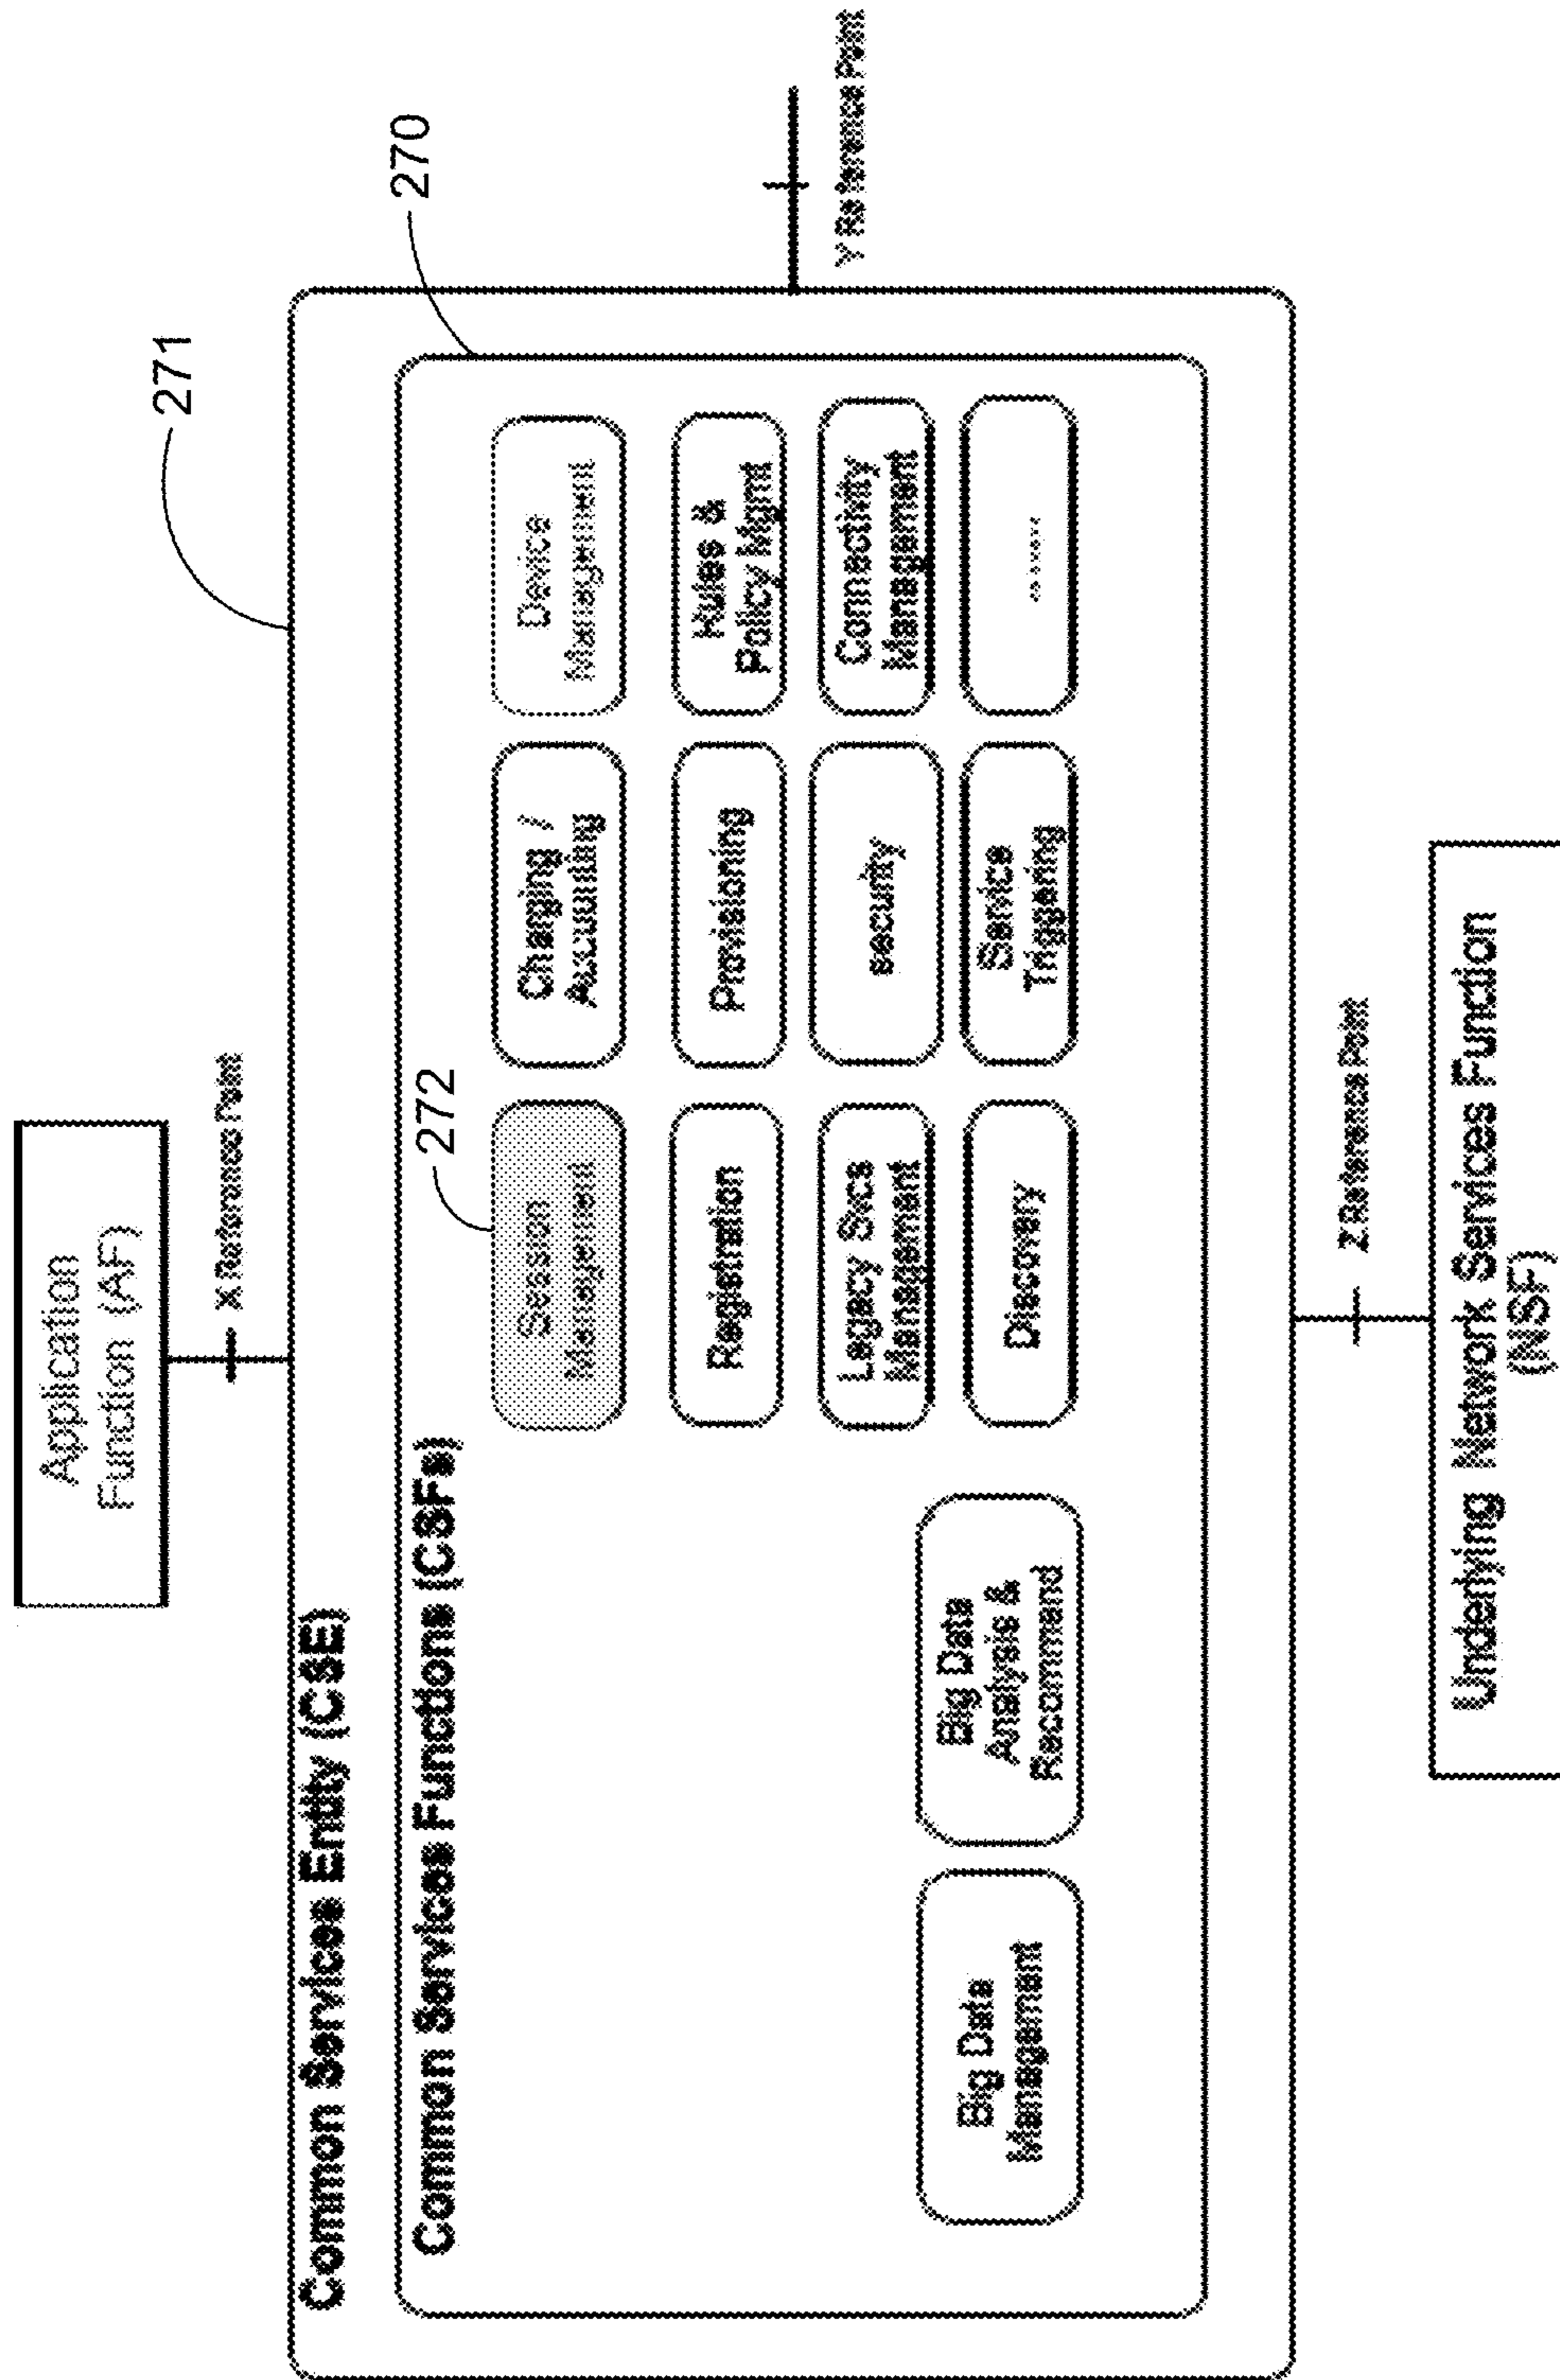 Application
Function (AF)
X Reference Point
271
Common Services Entity (CSE)
270
Common Services Functions (CSFs)
272
Session
Management
Charging /
Accounting
Device
Management
Registration
Provisioning
Rules &
Policy Mgmt
Legacy Svcs
Management
security
Connectivity
Management
Big Data
Management
Big Data
Analysis &
Recommend
Discovery
Service
Triggering
.......
Y Reference Point
Z Reference Point
Underlying Network Services Function
(NSF)